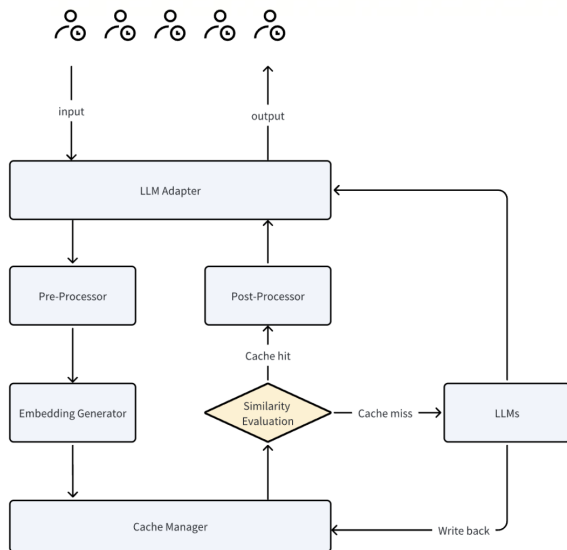 input
output
LLM Adapter
Pre-Processor
Post-Processor
Cache hit
Embedding Generator
Similarity
Evaluation
Cache miss
LLMs
Cache Manager
Write back